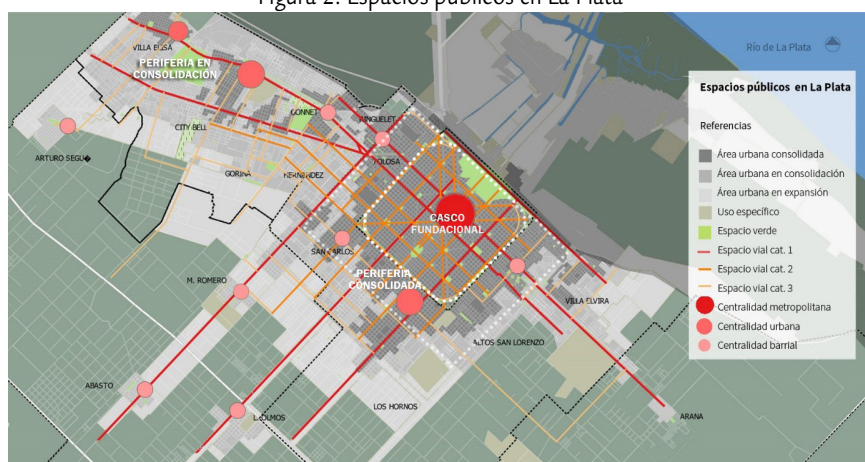 Figura 2. Espacios públicos en La Plata
Río de La Plata
VILLA ELISA
PERIFERIA EN
CONSOLIDACIÓN
GONNET
RINGUELET
CITY BELL
TOLOSA
ARTURO SEGU�
GORINA
HERNÁNDEZ
CASCO
FUNDACIONAL
SAN CARLOS
PERIFERIA
CONSOLIDADA
M. ROMERO
VILLA ELVIRA
ALTOS SAN LORENZO
ABASTO
LOS HORNOS
L. OLMOS
ARANA
Espacios públicos en La Plata
Referencias
Área urbana consolidada
Área urbana en consolidación
Área urbana en expansión
Uso específico
Espacio verde
Espacio vial cat. 1
Espacio vial cat. 2
Espacio vial cat. 3
Centralidad metropolitana
Centralidad urbana
Centralidad barrial